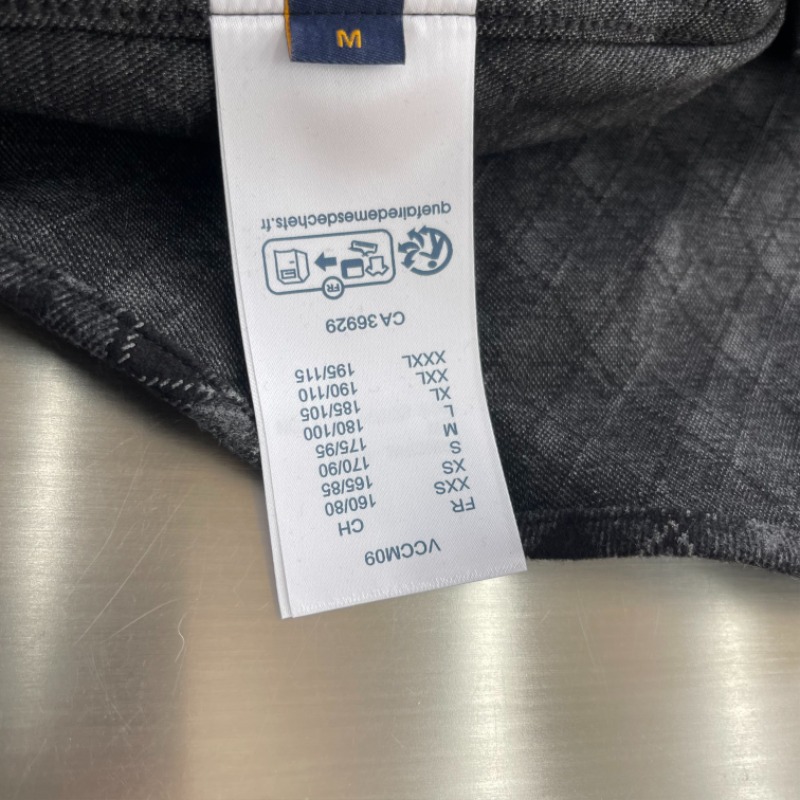 M
VCCM09
FR CH
XXS 160/80
XS 165/85
S 170/90
M 175/95
L 180/100
XL 185/105
XXL 190/110
XXXL 195/115
CA 36929
FR
quefairedemesdechets.fr